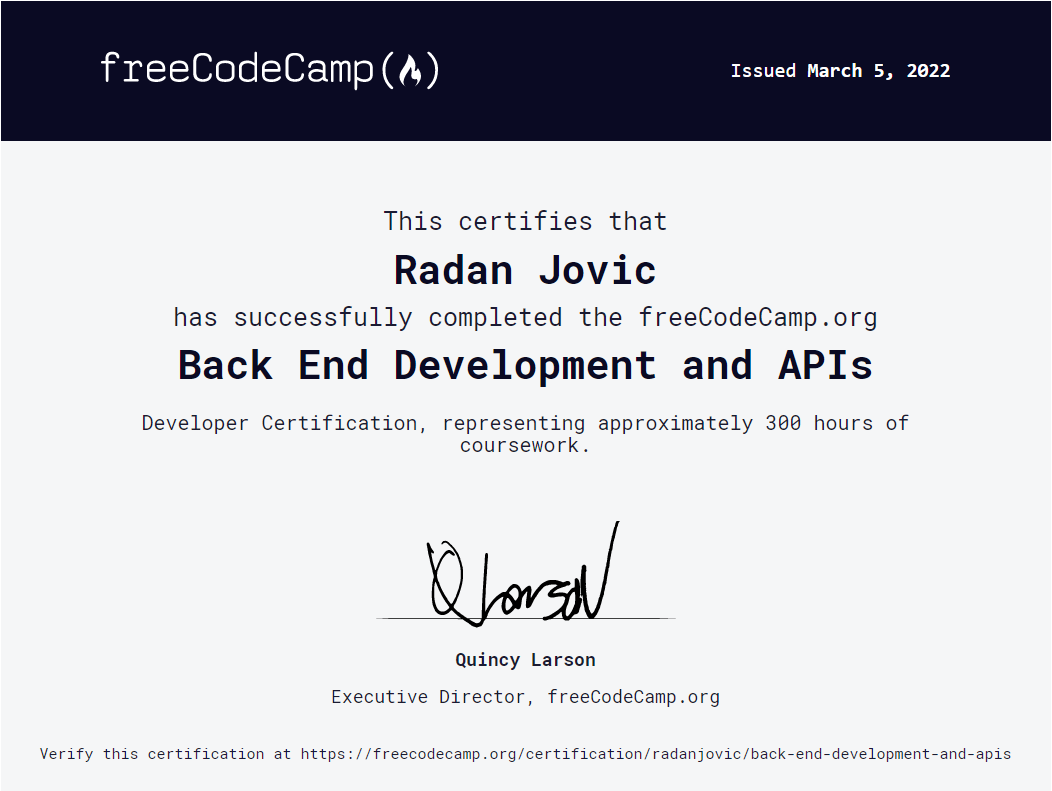 freeCodeCamp(🔥)
Issued March 5, 2022
This certifies that
Radan Jovic
has successfully completed the freeCodeCamp.org
Back End Development and APIs
Developer Certification, representing approximately 300 hours of
coursework.
Q Larson
Quincy Larson
Executive Director, freeCodeCamp.org
Verify this certification at https://freecodecamp.org/certification/radanjovic/back-end-development-and-apis